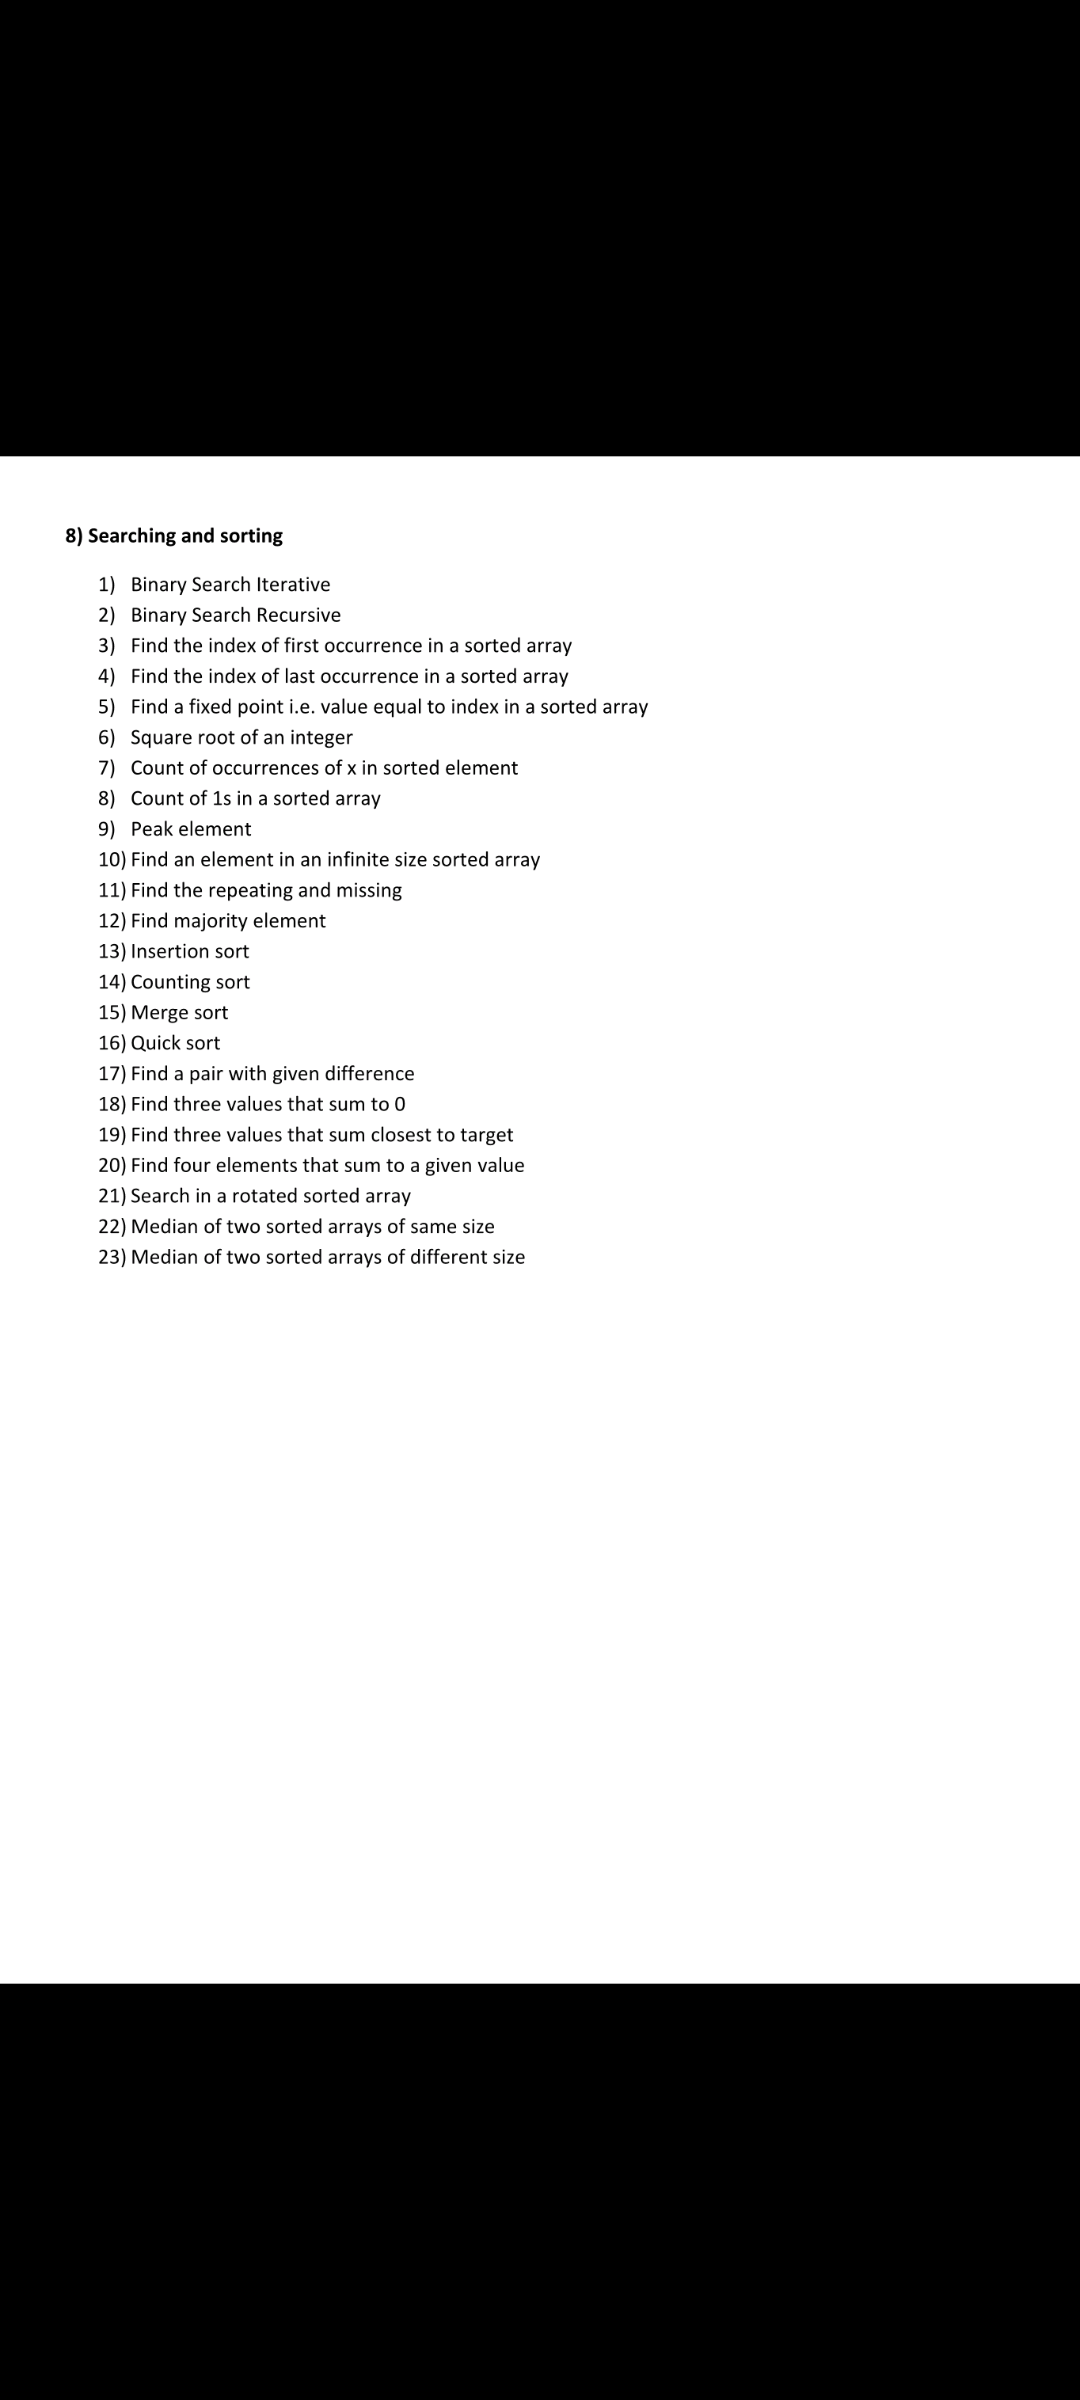 8) Searching and sorting
1) Binary Search Iterative
2) Binary Search Recursive
3) Find the index of first occurrence in a sorted array
4) Find the index of last occurrence in a sorted array
5) Find a fixed point i.e. value equal to index in a sorted array
6) Square root of an integer
7) Count of occurrences of x in sorted element
8) Count of 1s in a sorted array
9) Peak element
10) Find an element in an infinite size sorted array
11) Find the repeating and missing
12) Find majority element
13) Insertion sort
14) Counting sort
15) Merge sort
16) Quick sort
17) Find a pair with given difference
18) Find three values that sum to 0
19) Find three values that sum closest to target
20) Find four elements that sum to a given value
21) Search in a rotated sorted array
22) Median of two sorted arrays of same size
23) Median of two sorted arrays of different size